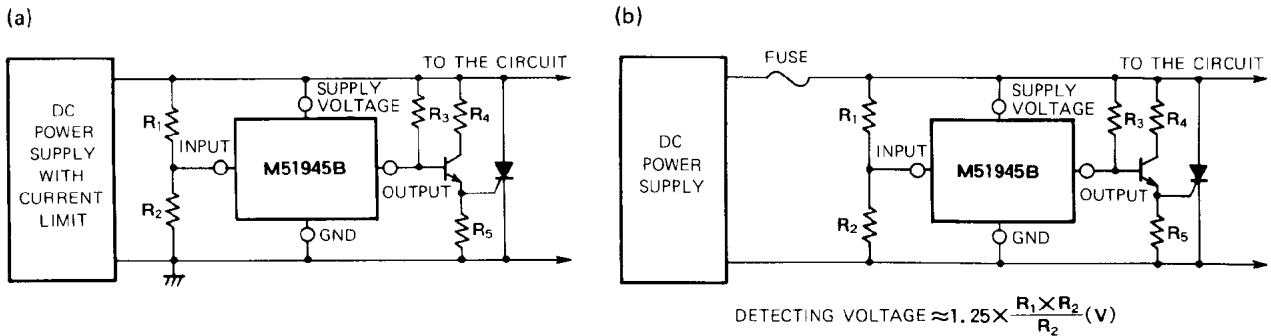 (a)
DC
POWER
SUPPLY
WITH
CURRENT
LIMIT
R1
R2
INPUT
SUPPLY
VOLTAGE
M51945B
GND
OUTPUT
R3
R4
R5
TO THE CIRCUIT
(b)
DC
POWER
SUPPLY
FUSE
R1
R2
INPUT
SUPPLY
VOLTAGE
M51945B
GND
OUTPUT
R3
R4
R5
TO THE CIRCUIT
DETECTING VOLTAGE ≈ 1.25 × R1 × R2 / R2 (V)